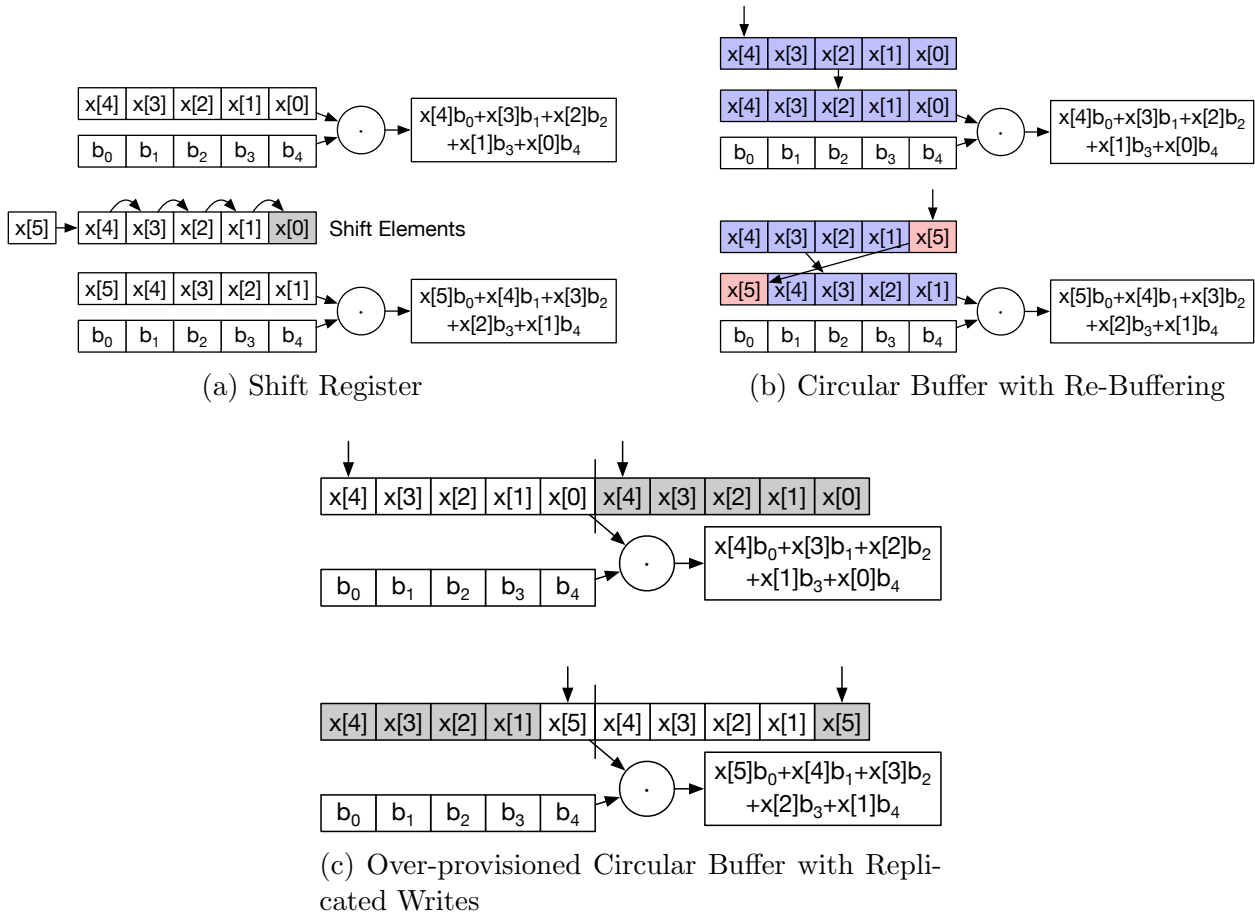 x[4] x[3] x[2] x[1] x[0]
b₀ b₁ b₂ b₃ b₄
·
x[4]b₀+x[3]b₁+x[2]b₂
+x[1]b₃+x[0]b₄
x[5] x[4] x[3] x[2] x[1] x[0] Shift Elements
x[5] x[4] x[3] x[2] x[1]
b₀ b₁ b₂ b₃ b₄
·
x[5]b₀+x[4]b₁+x[3]b₂
+x[2]b₃+x[1]b₄
(a) Shift Register
x[4] x[3] x[2] x[1] x[0]
x[4] x[3] x[2] x[1] x[0]
b₀ b₁ b₂ b₃ b₄
·
x[4]b₀+x[3]b₁+x[2]b₂
+x[1]b₃+x[0]b₄
x[4] x[3] x[2] x[1] x[5]
x[5] x[4] x[3] x[2] x[1]
b₀ b₁ b₂ b₃ b₄
·
x[5]b₀+x[4]b₁+x[3]b₂
+x[2]b₃+x[1]b₄
(b) Circular Buffer with Re-Buffering
x[4] x[3] x[2] x[1] x[0] x[4] x[3] x[2] x[1] x[0]
b₀ b₁ b₂ b₃ b₄
·
x[4]b₀+x[3]b₁+x[2]b₂
+x[1]b₃+x[0]b₄
x[4] x[3] x[2] x[1] x[5] x[4] x[3] x[2] x[1] x[5]
b₀ b₁ b₂ b₃ b₄
·
x[5]b₀+x[4]b₁+x[3]b₂
+x[2]b₃+x[1]b₄
(c) Over-provisioned Circular Buffer with Repli-
cated Writes